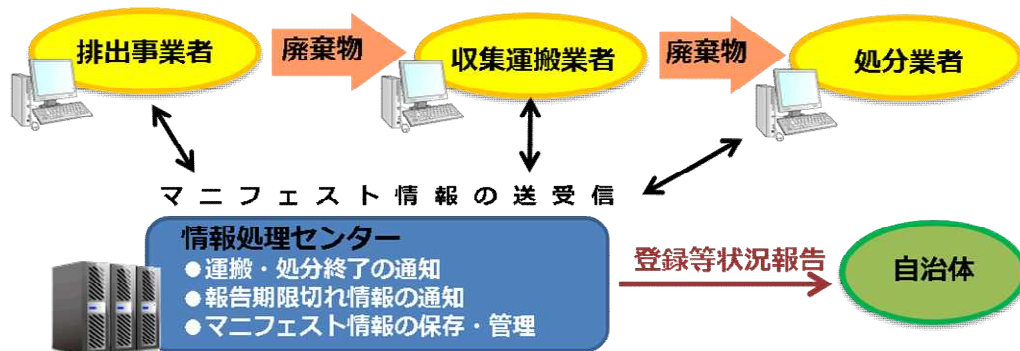 排出事業者
廃棄物
収集運搬業者
廃棄物
処分業者
マニフェスト情報の送受信
情報処理センター
●運搬・処分終了の通知
●報告期限切れ情報の通知
●マニフェスト情報の保存・管理
登録等状況報告
自治体